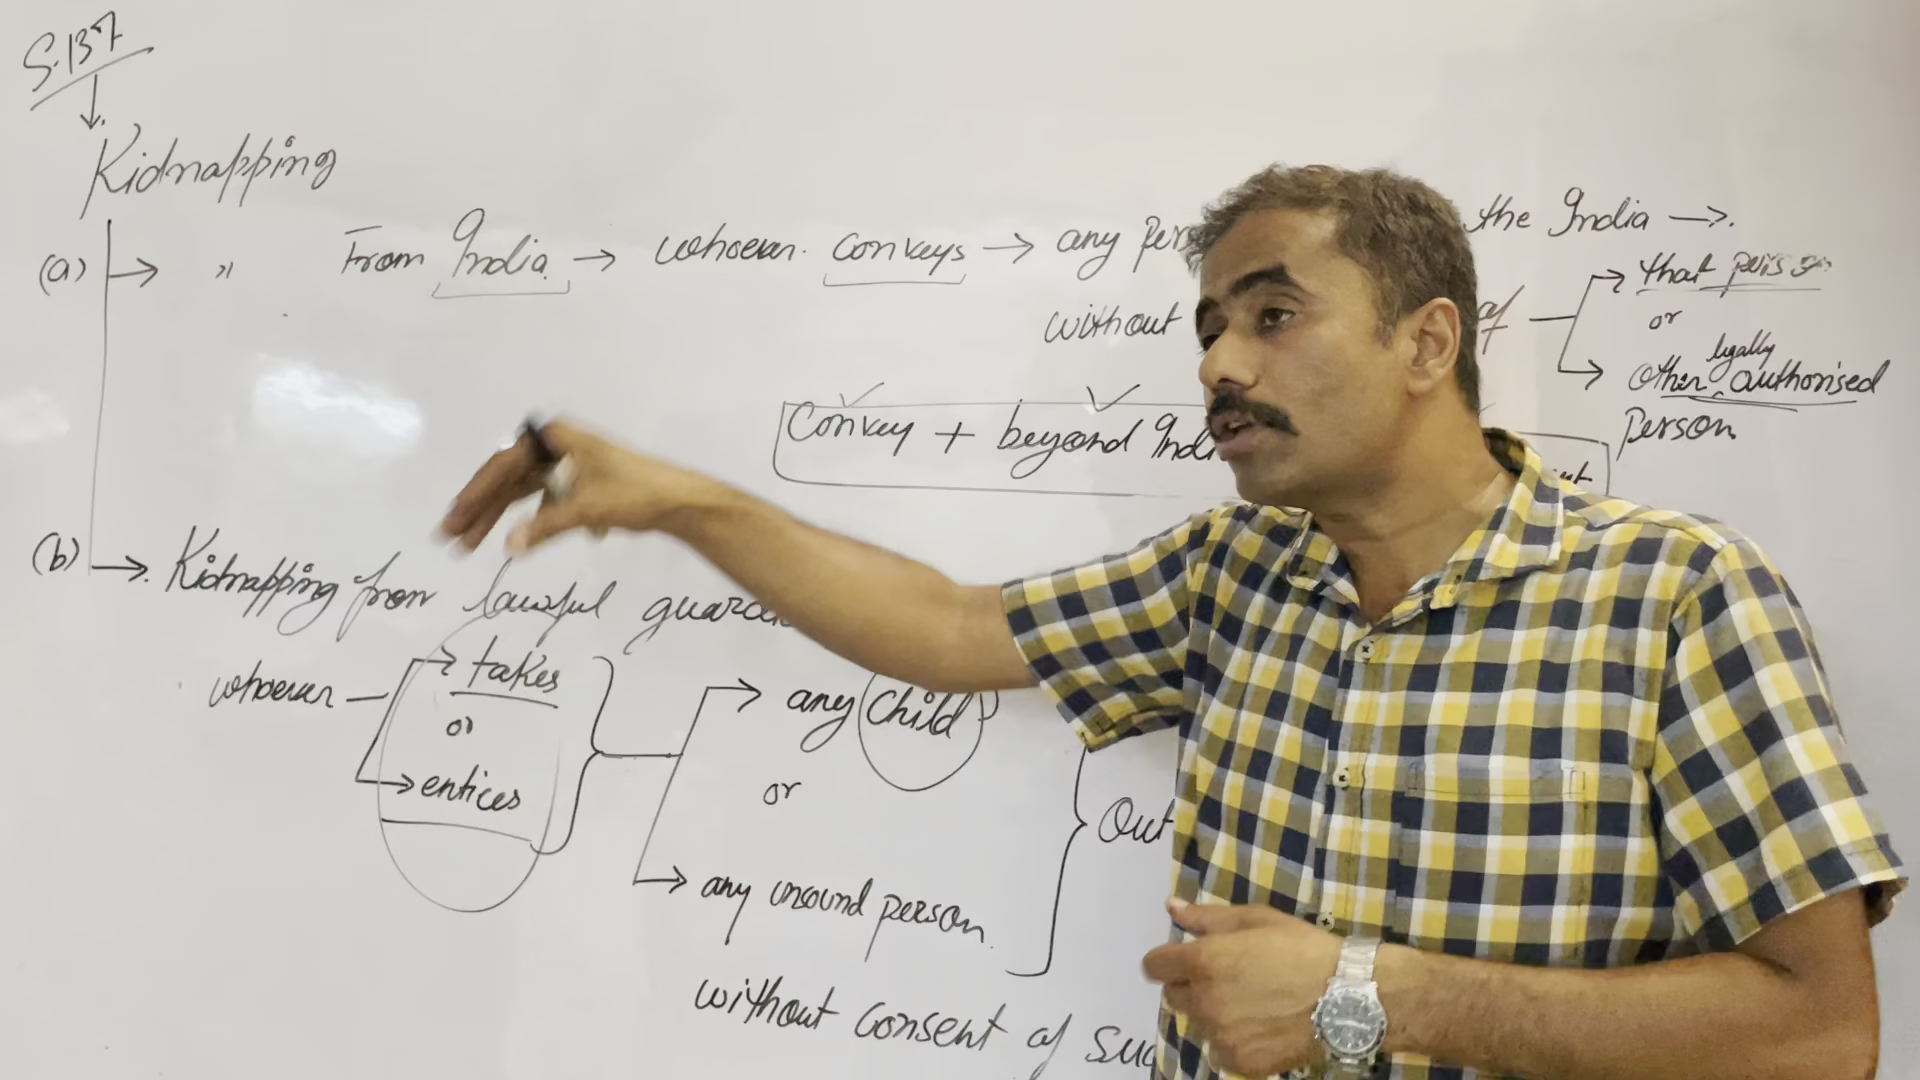 S.137
Kidnapping
(a) → " From India → whoever conveys → any pers the India →
without of that person
or
other legally authorised
person
Convey + beyond Indi
(b) → Kidnapping from lawful guard
whoever → takes
or
→ entices
→ any child
or
→ any unsound person
Out
without consent of suc